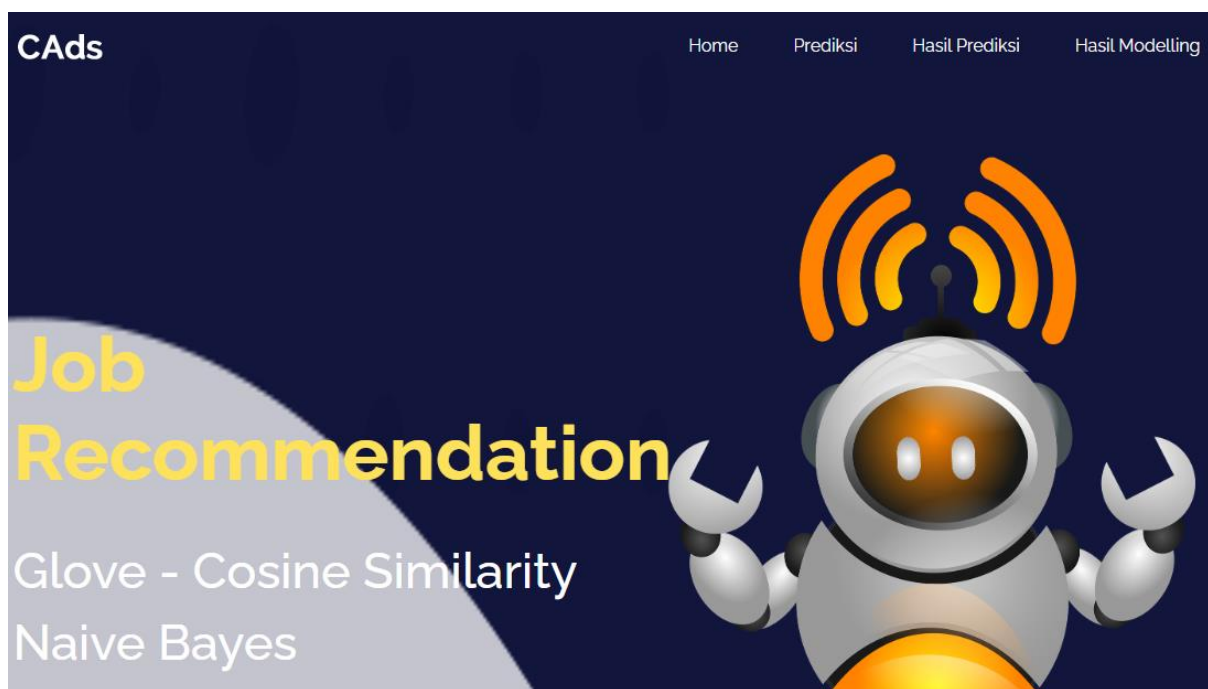 CAds
Home Prediksi Hasil Prediksi Hasil Modelling
Job
Recommendation
Glove - Cosine Similarity
Naive Bayes